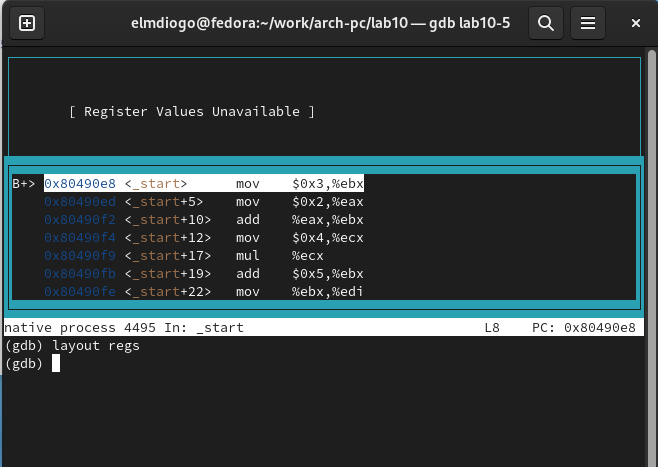 elmdiogo@fedora:~/work/arch-pc/lab10 — gdb lab10-5
[ Register Values Unavailable ]
B+> 0x80490e8 <_start> mov $0x3,%ebx
0x80490ed <_start+5> mov $0x2,%eax
0x80490f2 <_start+10> add %eax,%ebx
0x80490f4 <_start+12> mov $0x4,%ecx
0x80490f9 <_start+17> mul %ecx
0x80490fb <_start+19> add $0x5,%ebx
0x80490fe <_start+22> mov %ebx,%edi
native process 4495 In: _start L8 PC: 0x80490e8
(gdb) layout regs
(gdb)